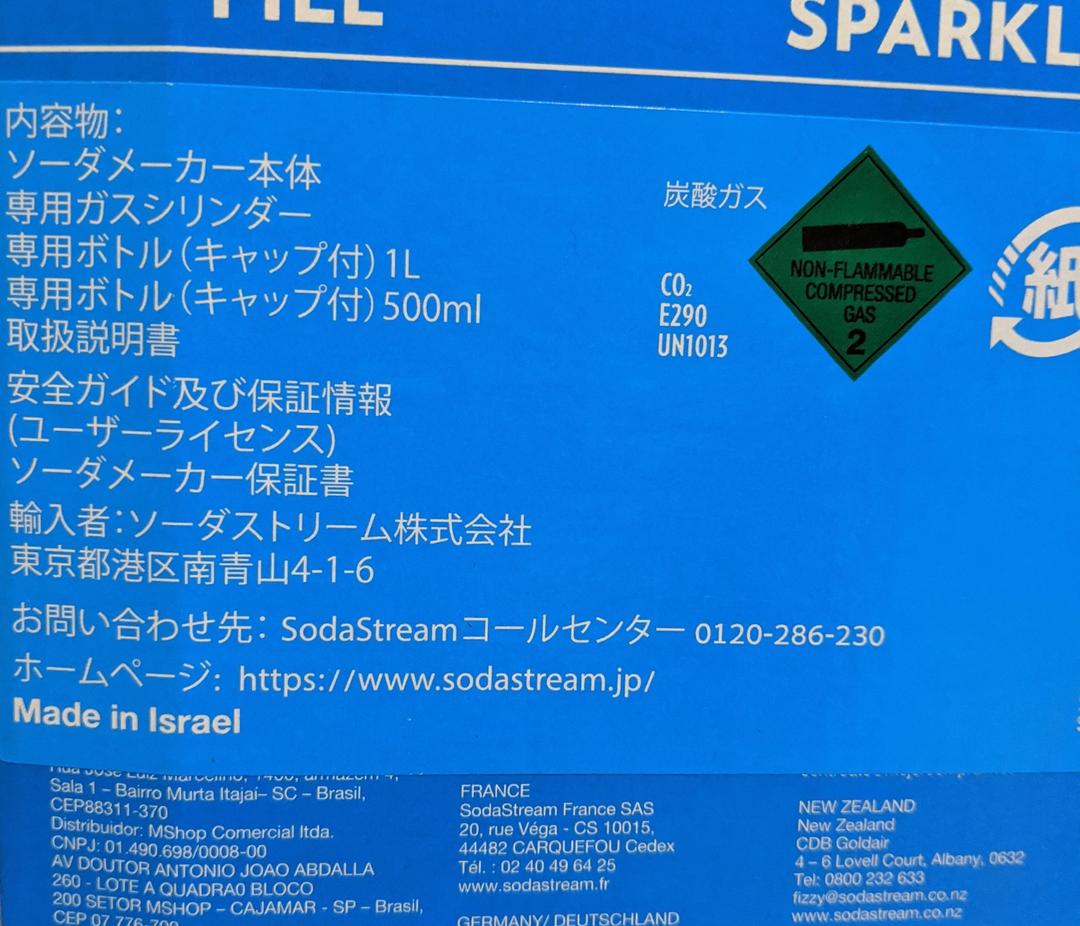 FILL
SPARKL
内容物：
ソーダメーカー本体
専用ガスシリンダー
専用ボトル（キャップ付）1L
専用ボトル（キャップ付）500ml
取扱説明書
安全ガイド及び保証情報
(ユーザーライセンス)
ソーダメーカー保証書
輸入者：ソーダストリーム株式会社
東京都港区南青山4-1-6
お問い合わせ先： SodaStreamコールセンター 0120-286-230
ホームページ: https://www.sodastream.jp/
Made in Israel
炭酸ガス
CO₂
E290
UN1013
NON-FLAMMABLE
COMPRESSED
GAS
2
紙
Sala 1 – Bairro Murta Itajaí– SC – Brasil,
CEP88311-370
Distribuidor: MShop Comercial ltda.
CNPJ: 01.490.698/0008-00
AV DOUTOR ANTONIO JOAO ABDALLA
260 - LOTE A QUADRA0 BLOCO
200 SETOR MSHOP – CAJAMAR - SP – Brasil,
CEP 07 776-700
FRANCE
SodaStream France SAS
20, rue Véga - CS 10015,
44482 CARQUEFOU Cedex
Tél. : 02 40 49 64 25
www.sodastream.fr
GERMANY/ DEUTSCHLAND
NEW ZEALAND
New Zealand
CDB Goldair
4 – 6 Lovell Court, Albany, 0632
Tel: 0800 232 633
fizzy@sodastream.co.nz
www.sodastream.co.nz